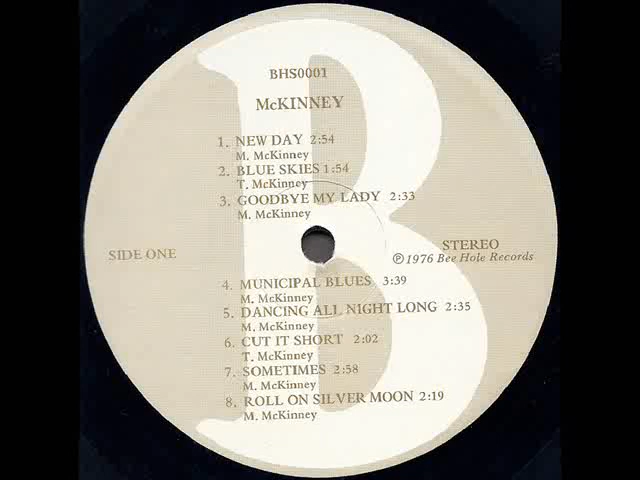 BHS0001
McKINNEY
1. NEW DAY 2:54
M. McKinney
2. BLUE SKIES 1:54
T. McKinney
3. GOODBYE MY LADY 2:33
M. McKinney
SIDE ONE
STEREO
℗ 1976 Bee Hole Records
4. MUNICIPAL BLUES 3:39
M. McKinney
5. DANCING ALL NIGHT LONG 2:35
M. McKinney
6. CUT IT SHORT 2:02
T. McKinney
7. SOMETIMES 2:58
M. McKinney
8. ROLL ON SILVER MOON 2:19
M. McKinney
B